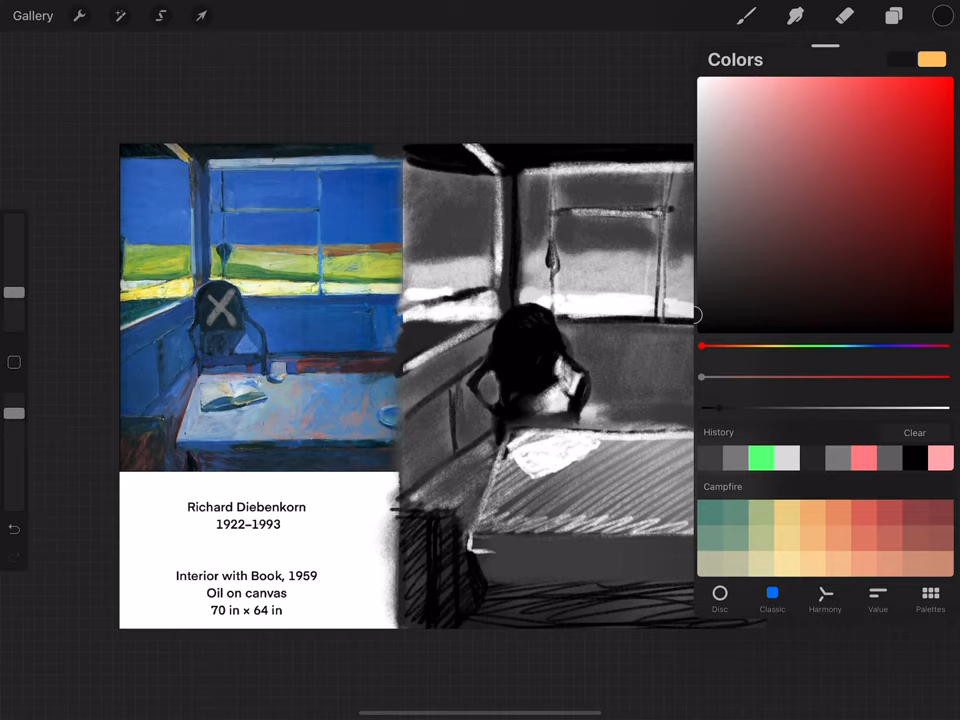 Gallery
Colors
History
Clear
Campfire
Disc
Classic
Harmony
Value
Palettes
Richard Diebenkorn
1922–1993
Interior with Book, 1959
Oil on canvas
70 in × 64 in